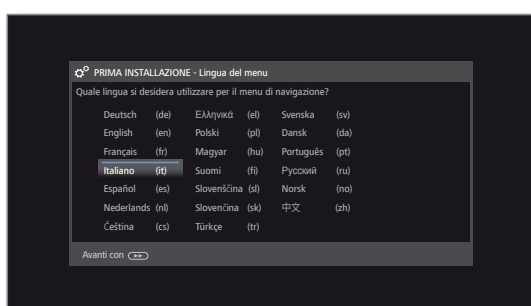 PRIMA INSTALLAZIONE - Lingua del menu
Quale lingua si desidera utilizzare per il menu di navigazione?
Deutsch (de) Ελληνικά (el) Svenska (sv)
English (en) Polski (pl) Dansk (da)
Français (fr) Magyar (hu) Português (pt)
Italiano (it) Suomi (fi) Русский (ru)
Español (es) Slovenščina (sl) Norsk (no)
Nederlands (nl) Slovenčina (sk) 中文 (zh)
Čeština (cs) Türkçe (tr)
Avanti con